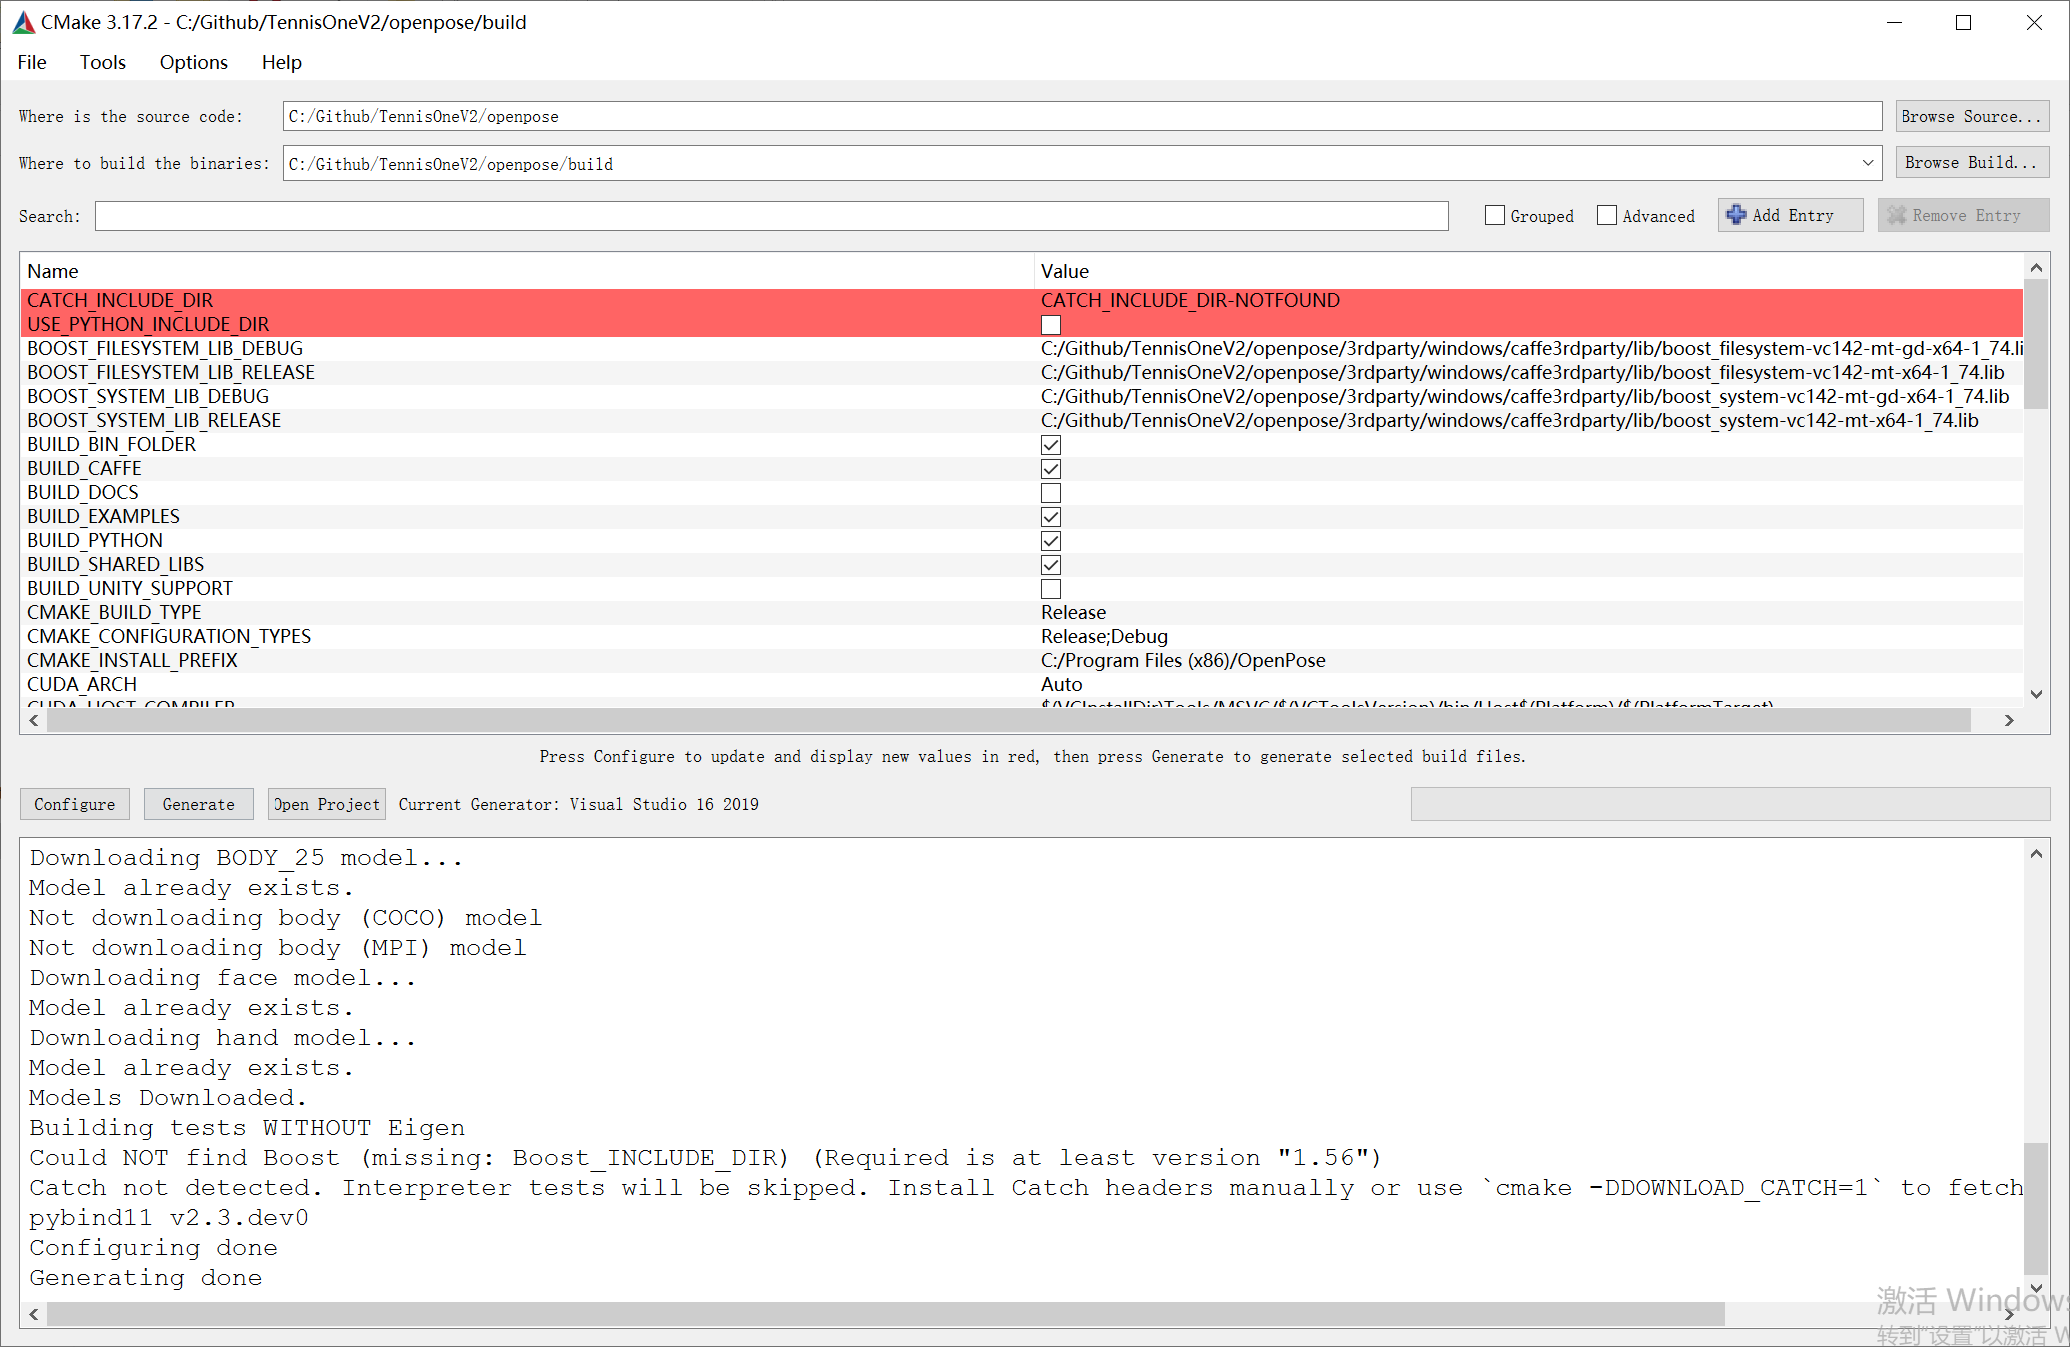 CMake 3.17.2 - C:/Github/TennisOneV2/openpose/build
File Tools Options Help
Where is the source code: C:/Github/TennisOneV2/openpose Browse Source...
Where to build the binaries: C:/Github/TennisOneV2/openpose/build Browse Build...
Search: Grouped Advanced Add Entry Remove Entry
Name Value
CATCH_INCLUDE_DIR CATCH_INCLUDE_DIR-NOTFOUND
USE_PYTHON_INCLUDE_DIR
BOOST_FILESYSTEM_LIB_DEBUG C:/Github/TennisOneV2/openpose/3rdparty/windows/caffe3rdparty/lib/boost_filesystem-vc142-mt-gd-x64-1_74.li
BOOST_FILESYSTEM_LIB_RELEASE C:/Github/TennisOneV2/openpose/3rdparty/windows/caffe3rdparty/lib/boost_filesystem-vc142-mt-x64-1_74.lib
BOOST_SYSTEM_LIB_DEBUG C:/Github/TennisOneV2/openpose/3rdparty/windows/caffe3rdparty/lib/boost_system-vc142-mt-gd-x64-1_74.lib
BOOST_SYSTEM_LIB_RELEASE C:/Github/TennisOneV2/openpose/3rdparty/windows/caffe3rdparty/lib/boost_system-vc142-mt-x64-1_74.lib
BUILD_BIN_FOLDER
BUILD_CAFFE
BUILD_DOCS
BUILD_EXAMPLES
BUILD_PYTHON
BUILD_SHARED_LIBS
BUILD_UNITY_SUPPORT
CMAKE_BUILD_TYPE Release
CMAKE_CONFIGURATION_TYPES Release;Debug
CMAKE_INSTALL_PREFIX C:/Program Files (x86)/OpenPose
CUDA_ARCH Auto
CUDA_HOST_COMPILER $(VCInstallDir)Tools/MSVC/$(VCToolsVersion)/bin/Host$(Platform)/$(PlatformTarget)
Press Configure to update and display new values in red, then press Generate to generate selected build files.
Configure Generate Open Project Current Generator: Visual Studio 16 2019
Downloading BODY_25 model...
Model already exists.
Not downloading body (COCO) model
Not downloading body (MPI) model
Downloading face model...
Model already exists.
Downloading hand model...
Model already exists.
Models Downloaded.
Building tests WITHOUT Eigen
Could NOT find Boost (missing: Boost_INCLUDE_DIR) (Required is at least version "1.56")
Catch not detected. Interpreter tests will be skipped. Install Catch headers manually or use `cmake -DDOWNLOAD_CATCH=1` to fetch
pybind11 v2.3.dev0
Configuring done
Generating done
激活 Windows
转到"设置"以激活 W